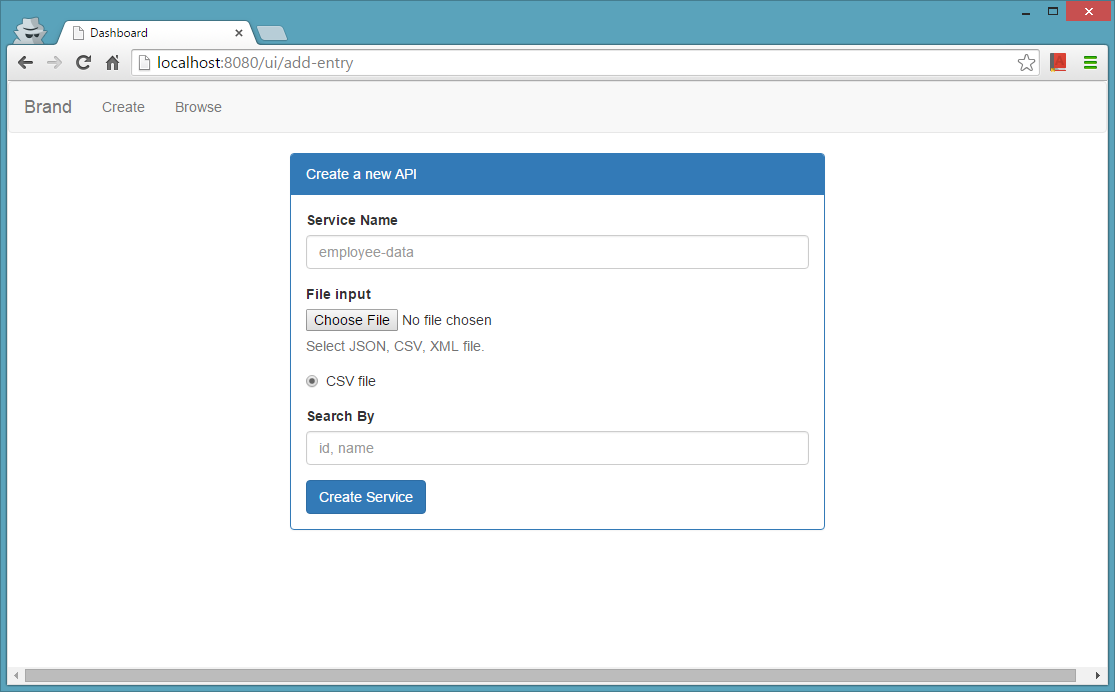 Dashboard
localhost:8080/ui/add-entry
Brand Create Browse
Create a new API
Service Name
employee-data
File input
Choose File No file chosen
Select JSON, CSV, XML file.
CSV file
Search By
id, name
Create Service